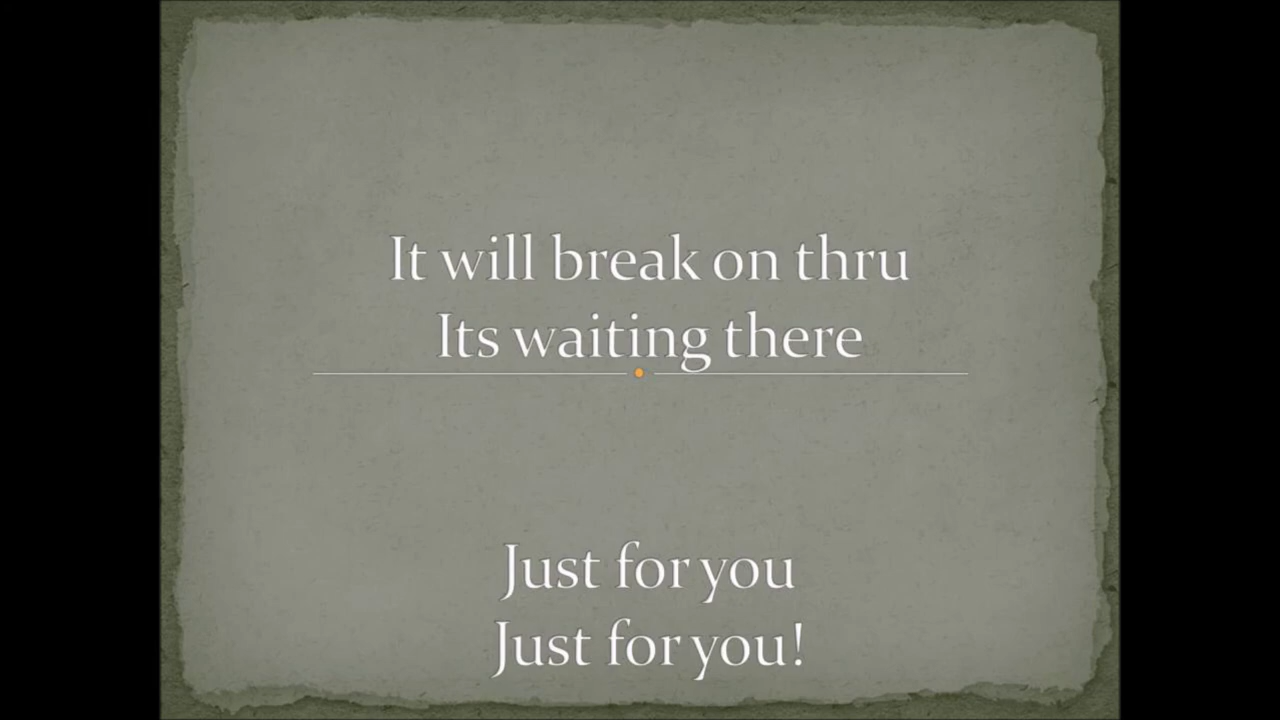 It will break on thru
Its waiting there
Just for you
Just for you!